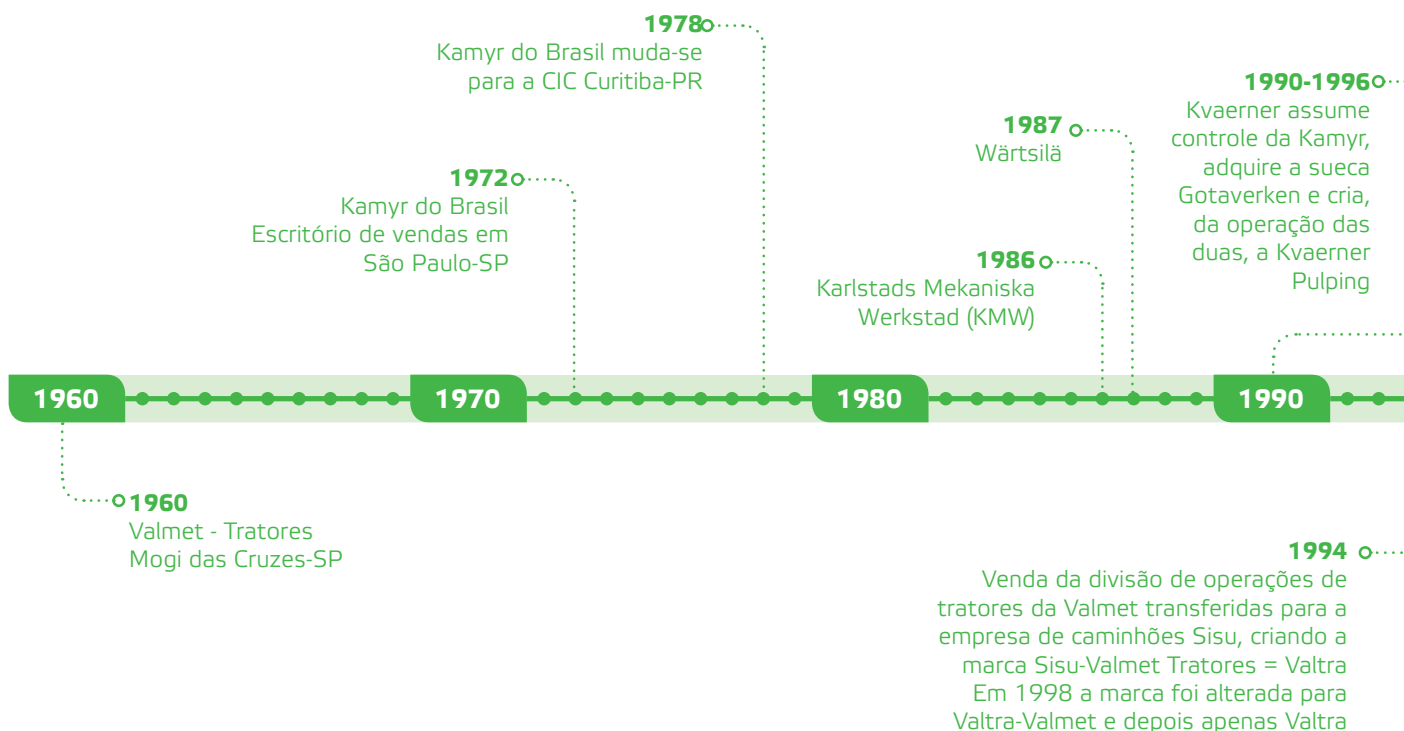 1978
Kamyr do Brasil muda-se
para a CIC Curitiba-PR
1990-1996
Kvaerner assume
controle da Kamyr,
adquire a sueca
Gotaverken e cria,
da operação das
duas, a Kvaerner
Pulping
1987
Wärtsilä
1972
Kamyr do Brasil
Escritório de vendas em
São Paulo-SP
1986
Karlstads Mekaniska
Werkstad (KMW)
1960
1970
1980
1990
1960
Valmet - Tratores
Mogi das Cruzes-SP
1994
Venda da divisão de operações de
tratores da Valmet transferidas para a
empresa de caminhões Sisu, criando a
marca Sisu-Valmet Tratores = Valtra
Em 1998 a marca foi alterada para
Valtra-Valmet e depois apenas Valtra